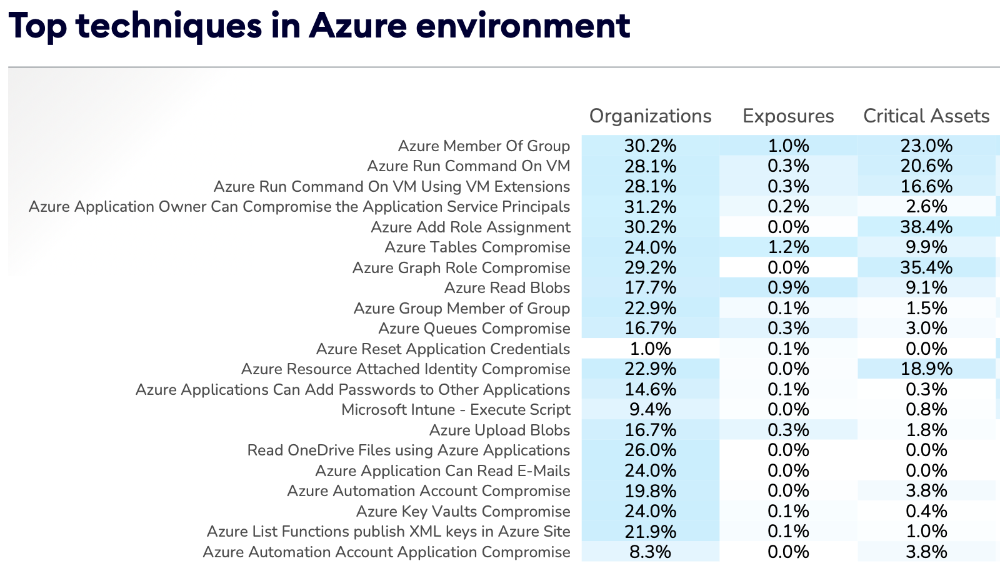 Top techniques in Azure environment
Organizations Exposures Critical Assets
Azure Member Of Group 30.2% 1.0% 23.0%
Azure Run Command On VM 28.1% 0.3% 20.6%
Azure Run Command On VM Using VM Extensions 28.1% 0.3% 16.6%
Azure Application Owner Can Compromise the Application Service Principals 31.2% 0.2% 2.6%
Azure Add Role Assignment 30.2% 0.0% 38.4%
Azure Tables Compromise 24.0% 1.2% 9.9%
Azure Graph Role Compromise 29.2% 0.0% 35.4%
Azure Read Blobs 17.7% 0.9% 9.1%
Azure Group Member of Group 22.9% 0.1% 1.5%
Azure Queues Compromise 16.7% 0.3% 3.0%
Azure Reset Application Credentials 1.0% 0.1% 0.0%
Azure Resource Attached Identity Compromise 22.9% 0.0% 18.9%
Azure Applications Can Add Passwords to Other Applications 14.6% 0.1% 0.3%
Microsoft Intune - Execute Script 9.4% 0.0% 0.8%
Azure Upload Blobs 16.7% 0.3% 1.8%
Read OneDrive Files using Azure Applications 26.0% 0.0% 0.0%
Azure Application Can Read E-Mails 24.0% 0.0% 0.0%
Azure Automation Account Compromise 19.8% 0.0% 3.8%
Azure Key Vaults Compromise 24.0% 0.1% 0.4%
Azure List Functions publish XML keys in Azure Site 21.9% 0.1% 1.0%
Azure Automation Account Application Compromise 8.3% 0.0% 3.8%